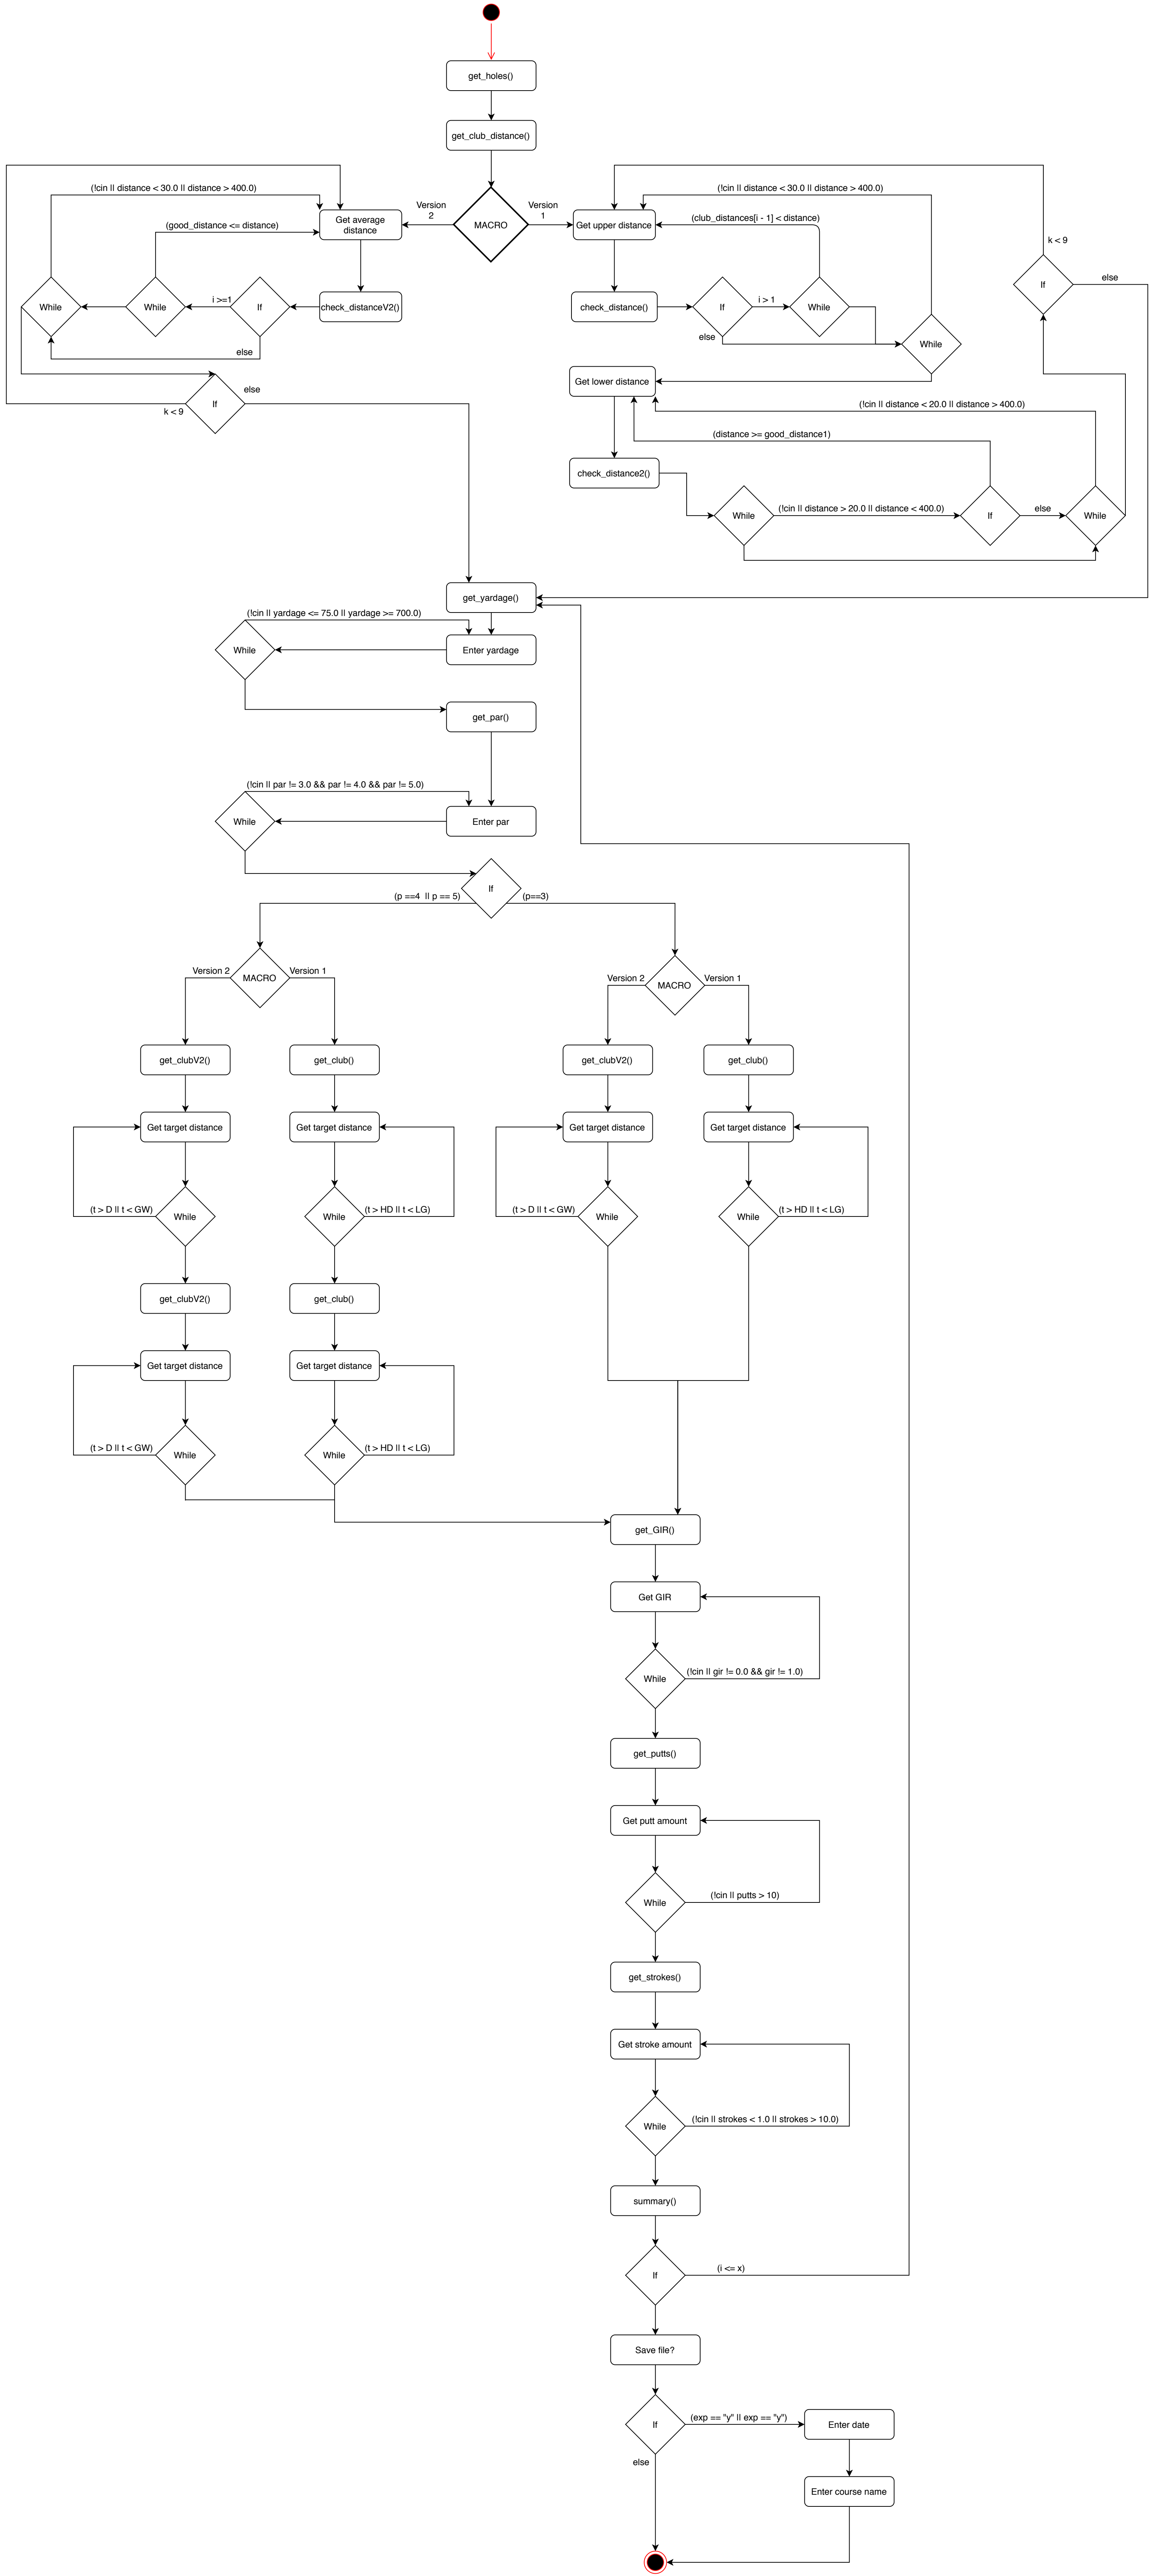 get_holes()
get_club_distance()
(!cin || distance < 30.0 || distance > 400.0)
(!cin || distance < 30.0 || distance > 400.0)
Version
2
Version
1
MACRO
Get average
distance
Get upper distance
(good_distance <= distance)
(club_distances[i - 1] < distance)
k < 9
If
else
While
While
i >=1
If
check_distanceV2()
check_distance()
If
i > 1
While
else
else
While
Get lower distance
else
k < 9
If
(!cin || distance < 20.0 || distance > 400.0)
(distance >= good_distance1)
check_distance2()
While
(!cin || distance > 20.0 || distance < 400.0)
If
else
While
get_yardage()
(!cin || yardage <= 75.0 || yardage >= 700.0)
While
Enter yardage
get_par()
(!cin || par != 3.0 && par != 4.0 && par != 5.0)
While
Enter par
If
(p ==4  || p == 5)
(p==3)
Version 2
MACRO
Version 1
Version 2
MACRO
Version 1
get_clubV2()
get_club()
get_clubV2()
get_club()
Get target distance
Get target distance
Get target distance
Get target distance
(t > D || t < GW)
While
While
(t > HD || t < LG)
(t > D || t < GW)
While
While
(t > HD || t < LG)
get_clubV2()
get_club()
Get target distance
Get target distance
(t > D || t < GW)
While
While
(t > HD || t < LG)
get_GIR()
Get GIR
While
(!cin || gir != 0.0 && gir != 1.0)
get_putts()
Get putt amount
While
(!cin || putts > 10)
get_strokes()
Get stroke amount
While
(!cin || strokes < 1.0 || strokes > 10.0)
summary()
If
(i <= x)
Save file?
If
(exp == "y" || exp == "y")
Enter date
else
Enter course name